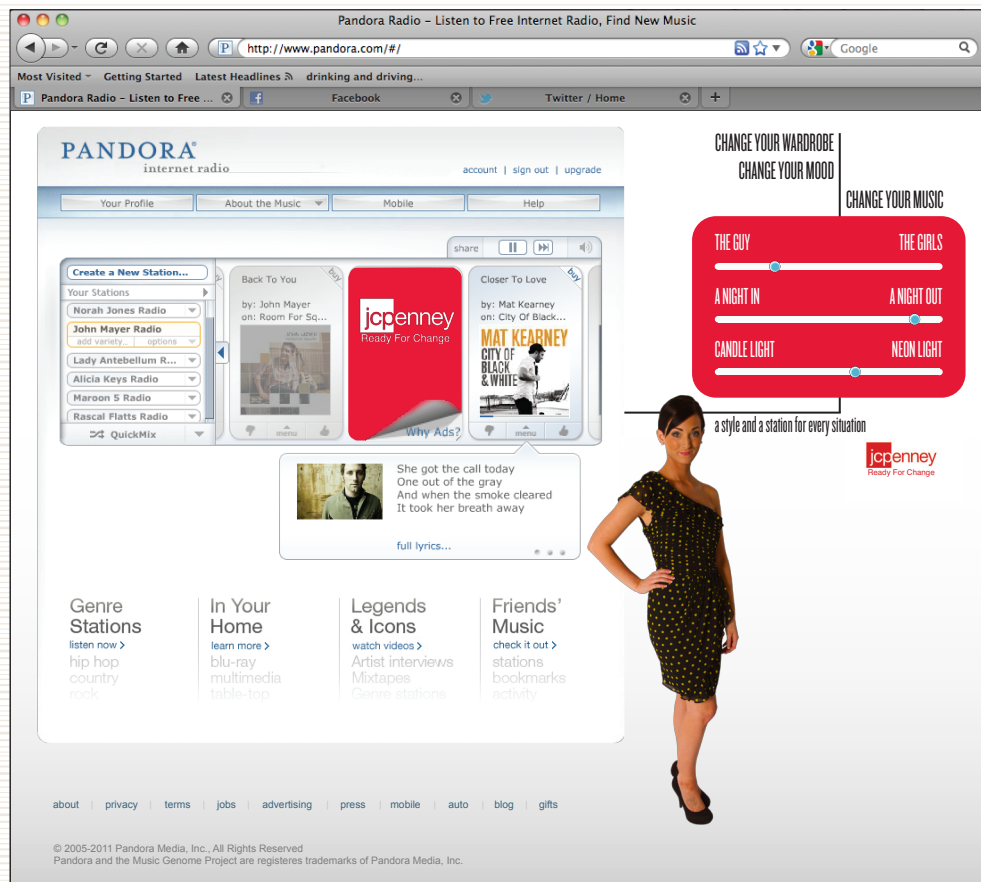 Pandora Radio – Listen to Free Internet Radio, Find New Music
P http://www.pandora.com/#/ Google
Most Visited Getting Started Latest Headlines drinking and driving...
P Pandora Radio – Listen to Free ... Facebook Twitter / Home +
PANDORA®
internet radio
account | sign out | upgrade
Your Profile About the Music Mobile Help
share
Create a New Station...
Your Stations
Norah Jones Radio
John Mayer Radio
add variety... options
Lady Antebellum R...
Alicia Keys Radio
Maroon 5 Radio
Rascal Flatts Radio
QuickMix
buy
Back To You
buy
by: John Mayer
on: Room For Sq...
menu
jcpenney
Ready For Change
Why Ads?
Closer To Love
buy
by: Mat Kearney
on: City Of Black...
MAT KEARNEY
CITY OF
BLACK
& WHITE
menu
She got the call today
One out of the gray
And when the smoke cleared
It took her breath away
full lyrics...
Genre
Stations
listen now >
hip hop
country
rock
In Your
Home
learn more >
blu-ray
multimedia
table-top
Legends
& Icons
watch videos >
Artist interviews
Mixtapes
Genre stations
Friends'
Music
check it out >
stations
bookmarks
activity
CHANGE YOUR WARDROBE
CHANGE YOUR MOOD
CHANGE YOUR MUSIC
THE GUY THE GIRLS
A NIGHT IN A NIGHT OUT
CANDLE LIGHT NEON LIGHT
a style and a station for every situation
jcpenney
Ready For Change
about | privacy | terms | jobs | advertising | press | mobile | auto | blog | gifts
© 2005-2011 Pandora Media, Inc., All Rights Reserved
Pandora and the Music Genome Project are registeres trademarks of Pandora Media, Inc.